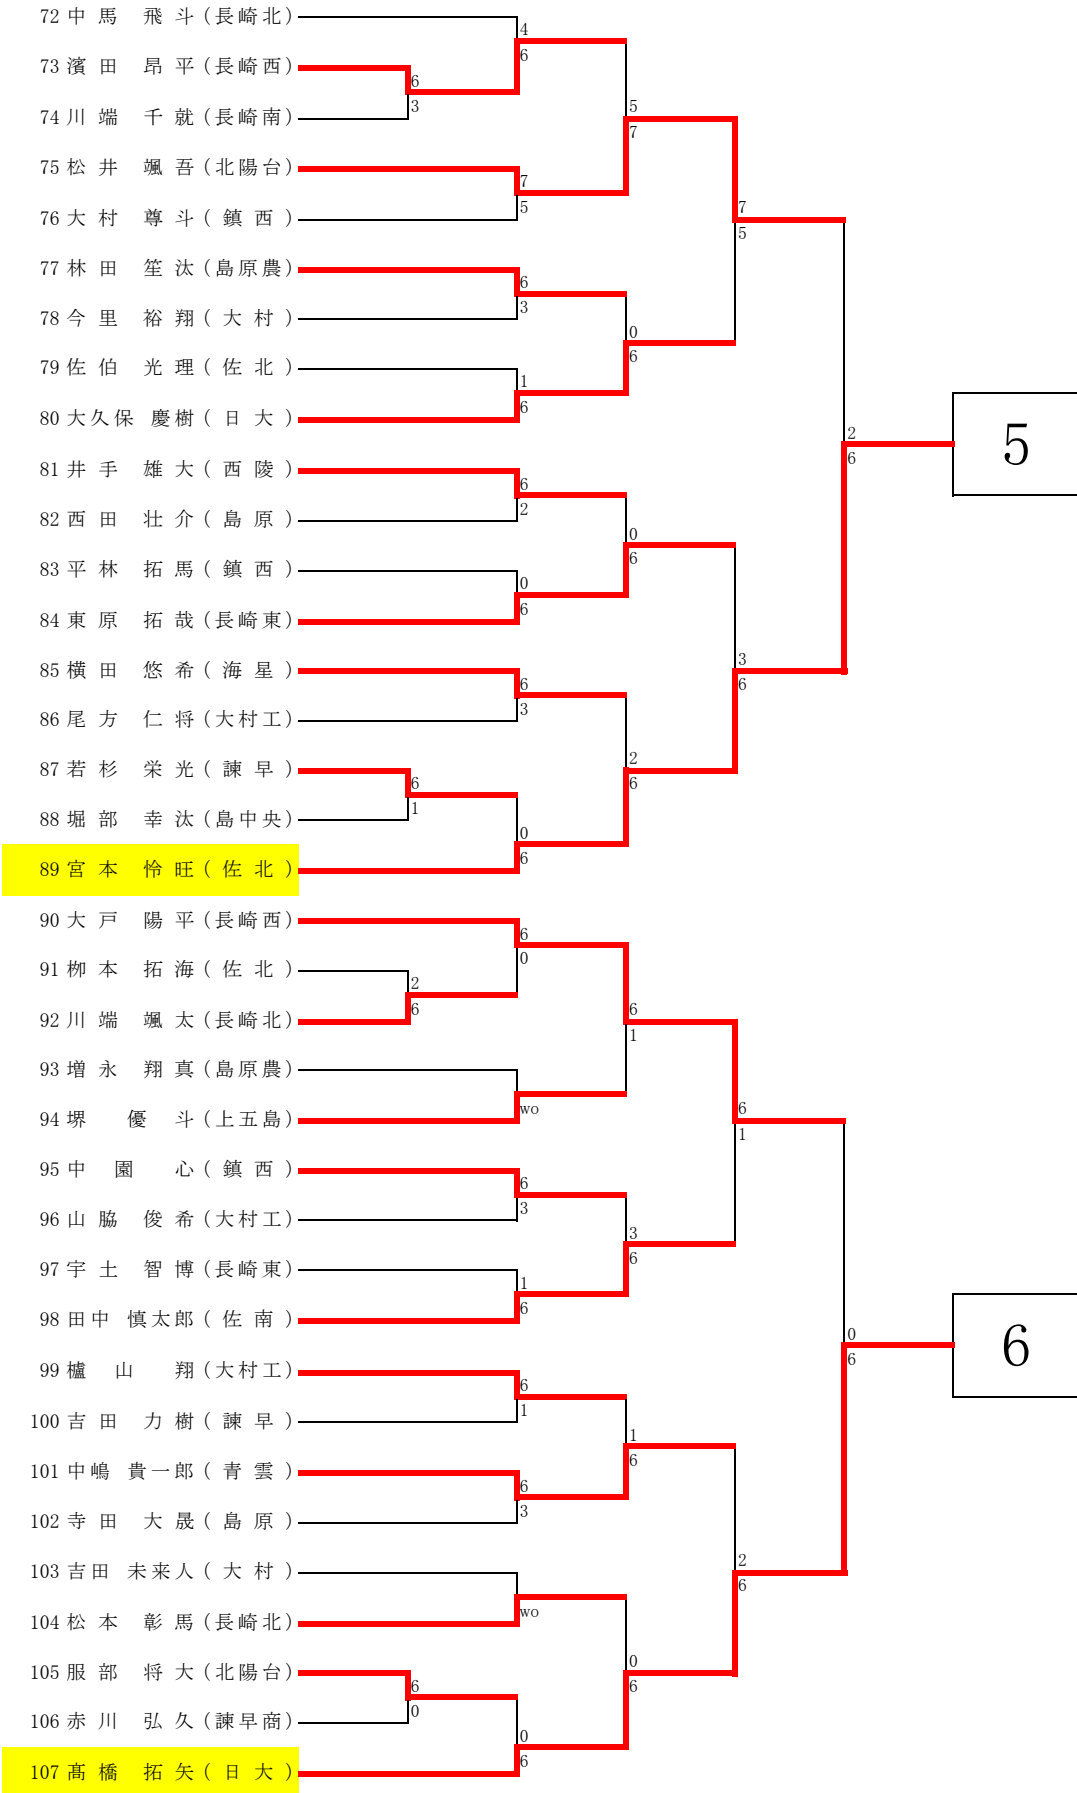 72 中 馬 飛 斗 ( 長崎北 )
4
6
73 濱 田 昂 平 ( 長崎西 )
6
3
74 川 端 千 就 ( 長崎南 )
5
7
75 松 井 颯 吾 ( 北陽台 )
7
5
76 大 村 尊 斗 ( 鎮 西 )
7
5
77 林 田 笙 汰 ( 島原農 )
6
3
78 今 里 裕 翔 ( 大 村 )
0
6
79 佐 伯 光 理 ( 佐 北 )
1
6
80 大久保 慶樹 ( 日 大 )
2
6
5
81 井 手 雄 大 ( 西 陵 )
6
2
82 西 田 壮 介 ( 島 原 )
0
6
83 平 林 拓 馬 ( 鎮 西 )
0
6
84 東 原 拓 哉 ( 長崎東 )
3
6
85 横 田 悠 希 ( 海 星 )
6
3
86 尾 方 仁 将 ( 大村工 )
2
6
87 若 杉 栄 光 ( 諫 早 )
6
1
88 堀 部 幸 汰 ( 島中央 )
0
6
89 宮 本 怜 旺 ( 佐 北 )
90 大 戸 陽 平 ( 長崎西 )
6
0
91 栁 本 拓 海 ( 佐 北 )
2
6
92 川 端 颯 太 ( 長崎北 )
6
1
93 増 永 翔 真 ( 島原農 )
wo
94 堺 優 斗 ( 上五島 )
6
1
95 中 園 心 ( 鎮 西 )
6
3
96 山 脇 俊 希 ( 大村工 )
3
6
97 宇 土 智 博 ( 長崎東 )
1
6
98 田中 慎太郎 ( 佐 南 )
0
6
6
99 櫨 山 翔 ( 大村工 )
6
1
100 吉 田 力 樹 ( 諫 早 )
1
6
101 中嶋 貴一郎 ( 青 雲 )
6
3
102 寺 田 大 晟 ( 島 原 )
2
6
103 吉田 未来人 ( 大 村 )
wo
104 松 本 彰 馬 ( 長崎北 )
0
6
105 服 部 将 大 ( 北陽台 )
6
0
106 赤 川 弘 久 ( 諫早商 )
0
6
107 髙 橋 拓 矢 ( 日 大 )